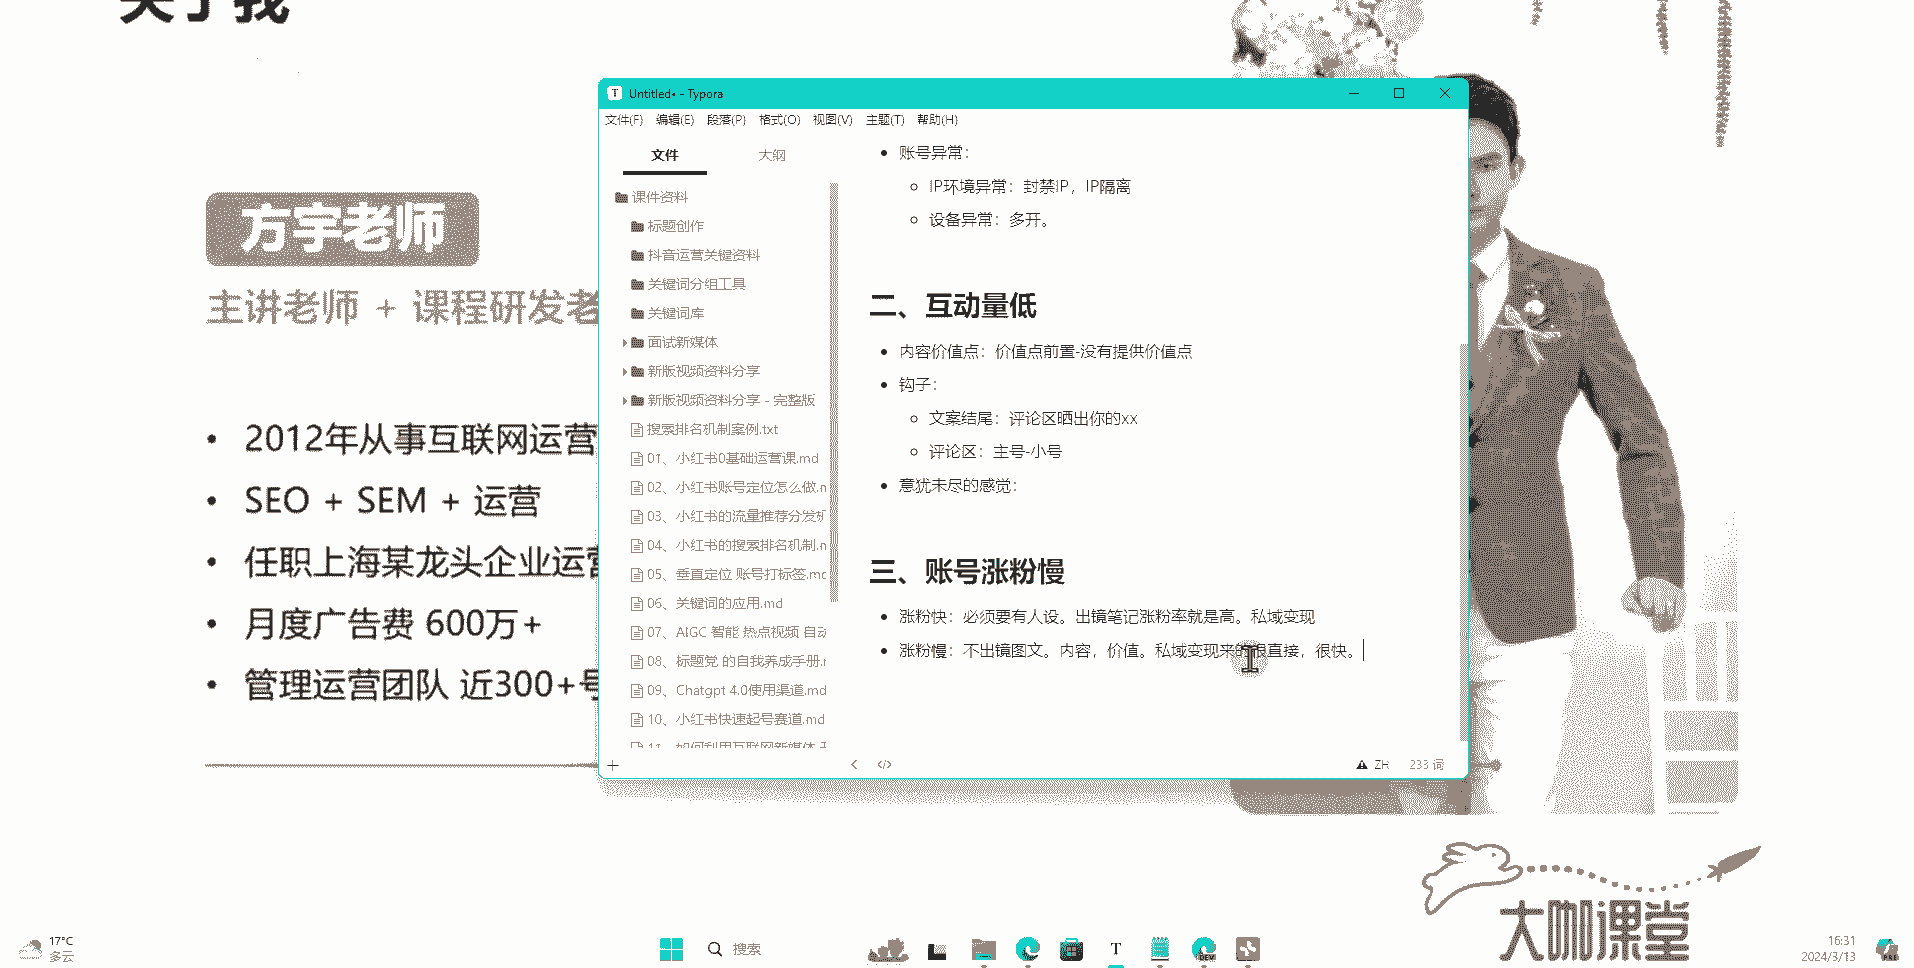 关于我
方宇老师
主讲老师 + 课程研发老
2012年从事互联网运营
SEO + SEM + 运营
任职上海某龙头企业运营
月度广告费 600万+
管理运营团队 近300+号
Untitled• - Typora
文件(F) 编辑(E) 段落(P) 格式(O) 视图(V) 主题(T) 帮助(H)
文件 大纲
课件资料
标题创作
抖音运营关键资料
关键词分组工具
关键词库
面试新媒体
新版视频资料分享
新版视频资料分享 - 完整版
搜索排名机制案例.txt
01、小红书0基础运营课.md
02、小红书账号定位怎么做.m
03、小红书的流量推荐分发机
04、小红书的搜索排名机制.m
05、垂直定位 账号打标签.md
06、关键词的应用.md
07、AIGC 智能 热点视频 自动
08、标题党 的自我养成手册.m
09、Chatgpt 4.0使用渠道.md
10、小红书快速起号赛道.md
11、如何利用互联网新媒体
账号异常：
IP环境异常：封禁IP，IP隔离
设备异常：多开。
二、互动量低
内容价值点：价值点前置-没有提供价值点
钩子：
文案结尾：评论区晒出你的xx
评论区：主号-小号
意犹未尽的感觉：
三、账号涨粉慢
涨粉快：必须要有人设。出镜笔记涨粉率就是高。私域变现
涨粉慢：不出镜图文。内容，价值。私域变现来的很直接，很快。
ZH 233 词
大咖课堂
17°C
多云
搜索
T
DEV
16:31
2024/3/13
PRE